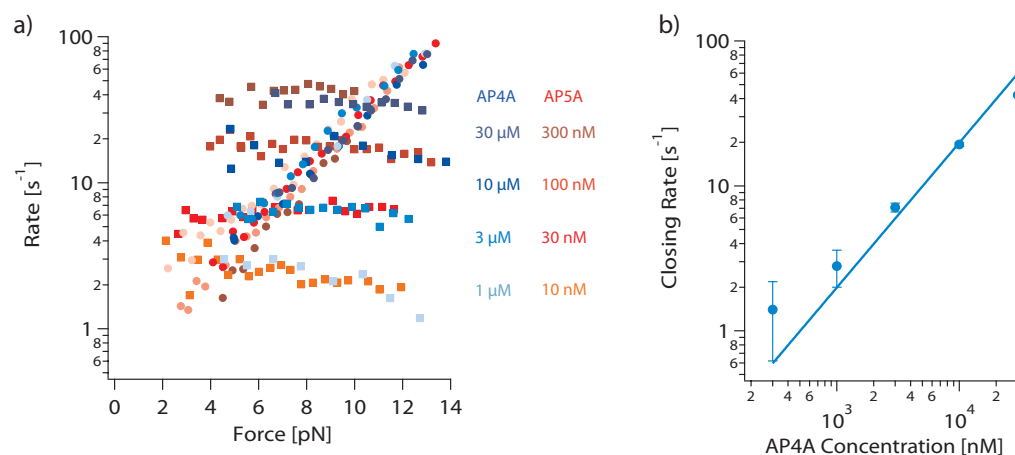 a)
Rate [s⁻¹]
100
8
6
4
2
10
8
6
4
2
1
8
6
0 2 4 6 8 10 12 14
Force [pN]
AP4A AP5A
30 µM 300 nM
10 µM 100 nM
3 µM 30 nM
1 µM 10 nM
b)
Closing Rate [s⁻¹]
100
8
6
4
2
10
8
6
4
2
1
8
6
2 4 6 8 10³ 2 4 6 8 10⁴ 2
AP4A Concentration [nM]